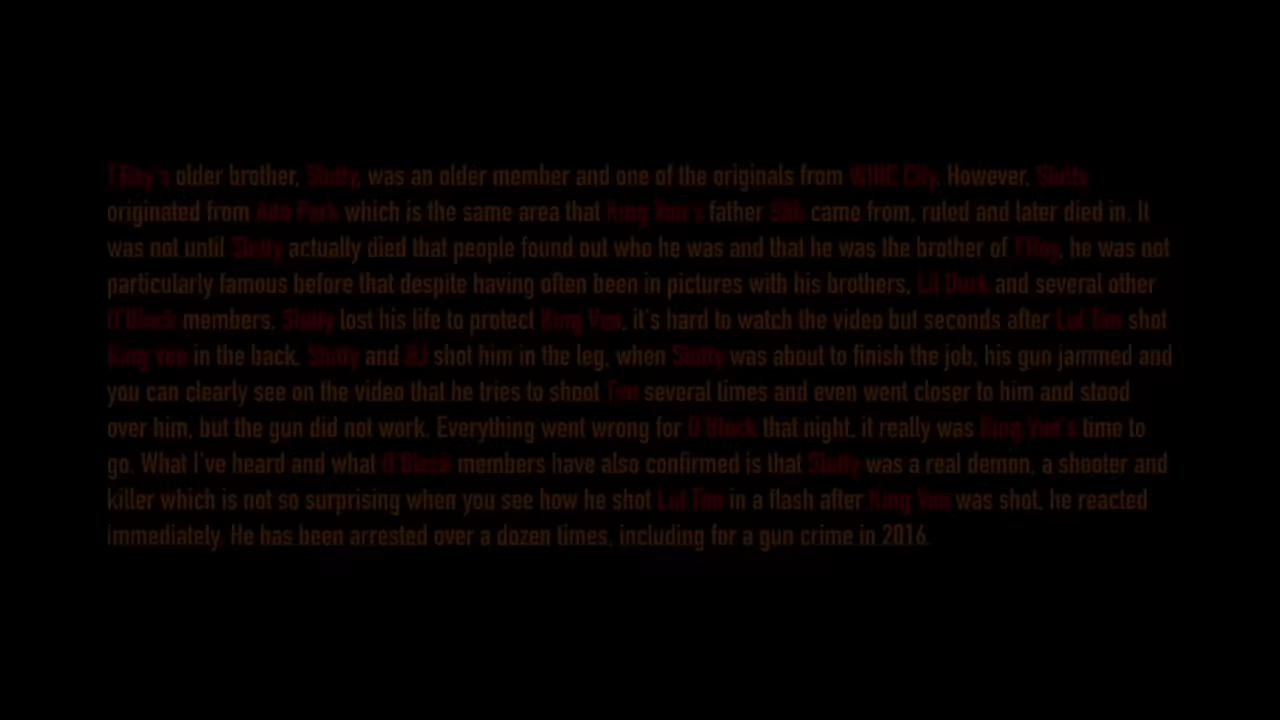 T.Roy's older brother, Slutty, was an older member and one of the originals from WIIC City. However, Slutty
originated from Ada Park which is the same area that King Von's father Silk came from, ruled and later died in. It
was not until Slutty actually died that people found out who he was and that he was the brother of T.Roy, he was not
particularly famous before that despite having often been in pictures with his brothers, Lil Durk and several other
O'Block members. Slutty lost his life to protect King Von, it's hard to watch the video but seconds after Lul Tim shot
King Von in the back, Slutty and shot him in the leg, when Slutty was about to finish the job, his gun jammed and
you can clearly see on the video that he tries to shoot Tim several times and even went closer to him and stood
over him, but the gun did not work. Everything went wrong for O'Block that night, it really was King Von's time to
go. What I've heard and what O'Block members have also confirmed is that Slutty was a real demon, a shooter and
killer which is not so surprising when you see how he shot Lul Tim in a flash after King Von was shot, he reacted
immediately. He has been arrested over a dozen times, including for a gun crime in 2016.